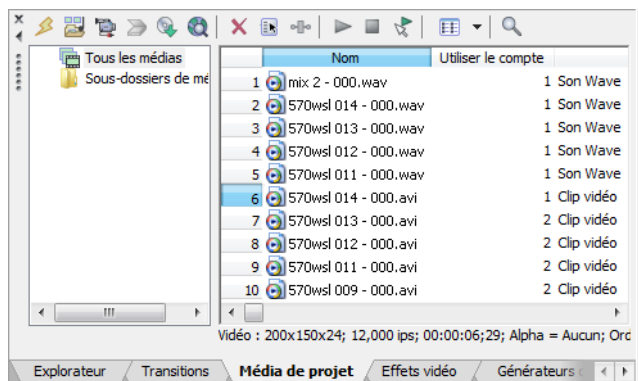 Tous les médias
Sous-dossiers de mé
Nom Utiliser le compte
1 mix 2 - 000.wav 1 Son Wave
2 570wsl 014 - 000.wav 1 Son Wave
3 570wsl 013 - 000.wav 1 Son Wave
4 570wsl 012 - 000.wav 1 Son Wave
5 570wsl 011 - 000.wav 1 Son Wave
6 570wsl 014 - 000.avi 1 Clip vidéo
7 570wsl 013 - 000.avi 2 Clip vidéo
8 570wsl 012 - 000.avi 2 Clip vidéo
9 570wsl 011 - 000.avi 2 Clip vidéo
10 570wsl 009 - 000.avi 2 Clip vidéo
Vidéo : 200x150x24; 12,000 ips; 00:00:06;29; Alpha = Aucun; Ord
Explorateur Transitions Média de projet Effets vidéo Générateurs